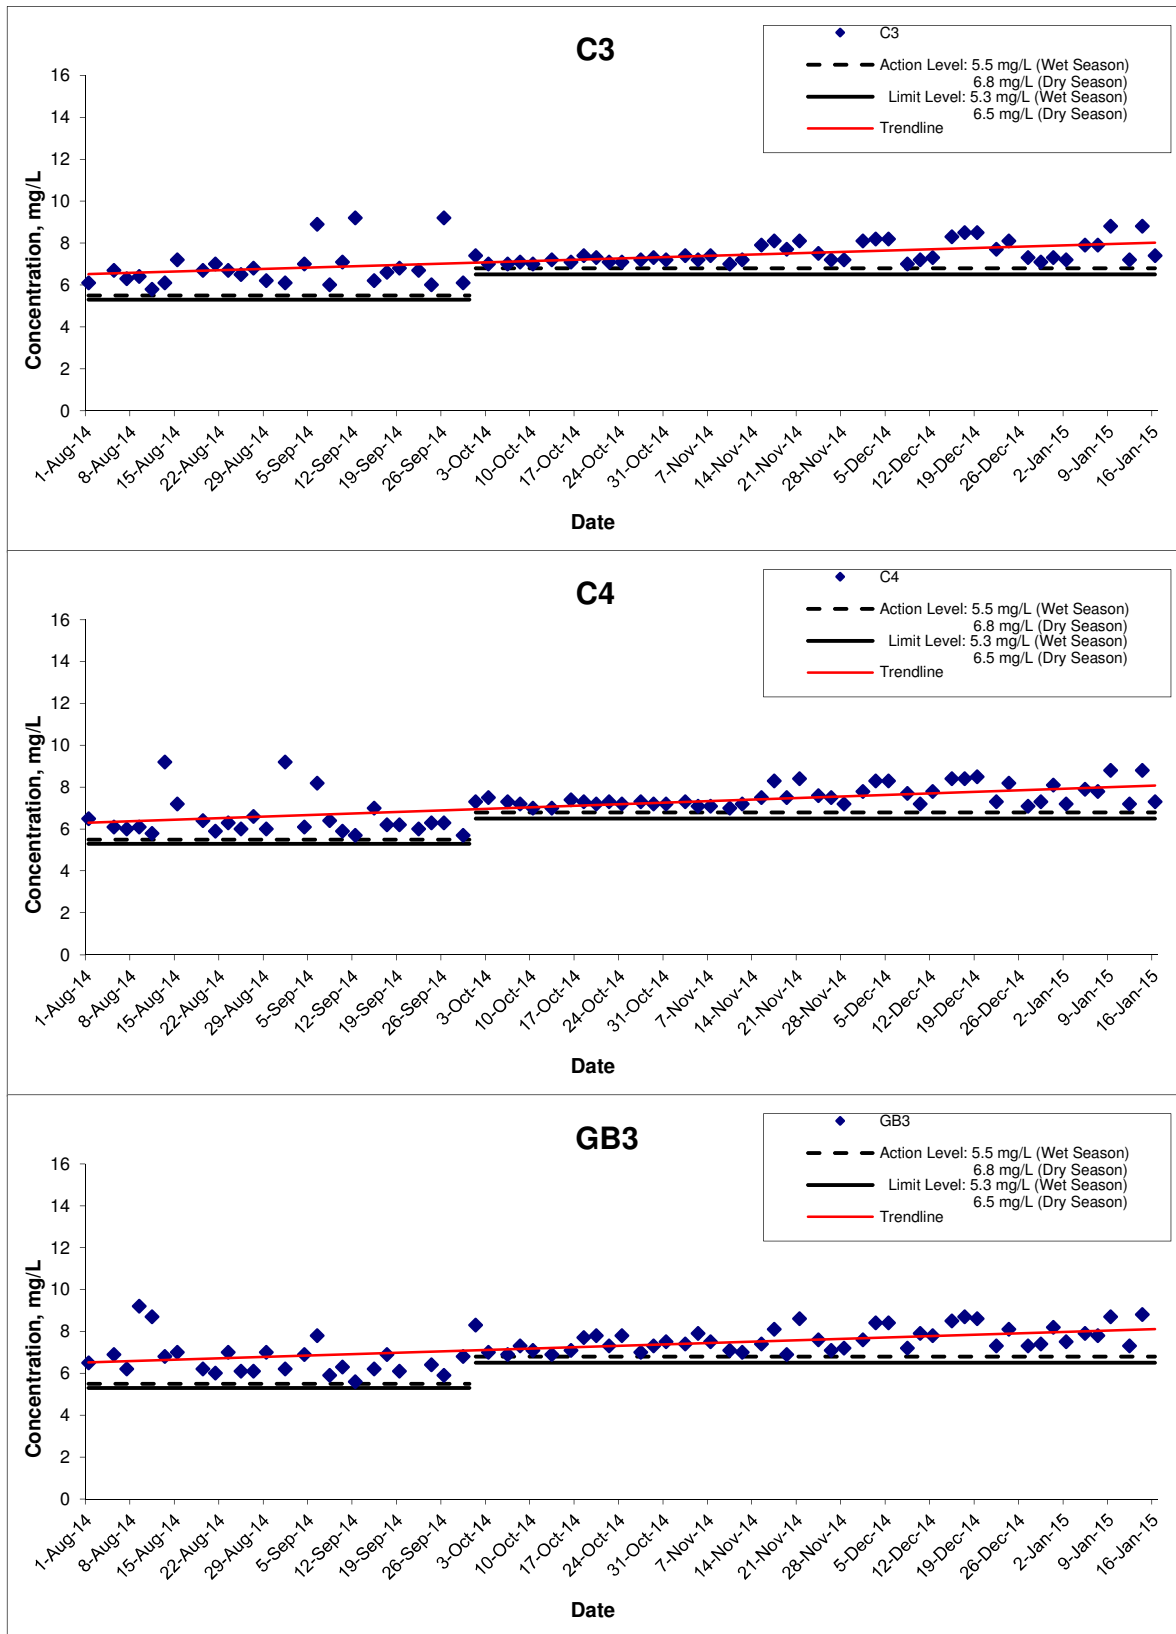 C3
C3
Action Level: 5.5 mg/L (Wet Season)
6.8 mg/L (Dry Season)
Limit Level: 5.3 mg/L (Wet Season)
6.5 mg/L (Dry Season)
Trendline
Concentration, mg/L
16
14
12
10
8
6
4
2
0
1-Aug-14
8-Aug-14
15-Aug-14
22-Aug-14
29-Aug-14
5-Sep-14
12-Sep-14
19-Sep-14
26-Sep-14
3-Oct-14
10-Oct-14
17-Oct-14
24-Oct-14
31-Oct-14
7-Nov-14
14-Nov-14
21-Nov-14
28-Nov-14
5-Dec-14
12-Dec-14
19-Dec-14
26-Dec-14
2-Jan-15
9-Jan-15
16-Jan-15
Date
C4
C4
Action Level: 5.5 mg/L (Wet Season)
6.8 mg/L (Dry Season)
Limit Level: 5.3 mg/L (Wet Season)
6.5 mg/L (Dry Season)
Trendline
Concentration, mg/L
16
14
12
10
8
6
4
2
0
1-Aug-14
8-Aug-14
15-Aug-14
22-Aug-14
29-Aug-14
5-Sep-14
12-Sep-14
19-Sep-14
26-Sep-14
3-Oct-14
10-Oct-14
17-Oct-14
24-Oct-14
31-Oct-14
7-Nov-14
14-Nov-14
21-Nov-14
28-Nov-14
5-Dec-14
12-Dec-14
19-Dec-14
26-Dec-14
2-Jan-15
9-Jan-15
16-Jan-15
Date
GB3
GB3
Action Level: 5.5 mg/L (Wet Season)
6.8 mg/L (Dry Season)
Limit Level: 5.3 mg/L (Wet Season)
6.5 mg/L (Dry Season)
Trendline
Concentration, mg/L
16
14
12
10
8
6
4
2
0
1-Aug-14
8-Aug-14
15-Aug-14
22-Aug-14
29-Aug-14
5-Sep-14
12-Sep-14
19-Sep-14
26-Sep-14
3-Oct-14
10-Oct-14
17-Oct-14
24-Oct-14
31-Oct-14
7-Nov-14
14-Nov-14
21-Nov-14
28-Nov-14
5-Dec-14
12-Dec-14
19-Dec-14
26-Dec-14
2-Jan-15
9-Jan-15
16-Jan-15
Date